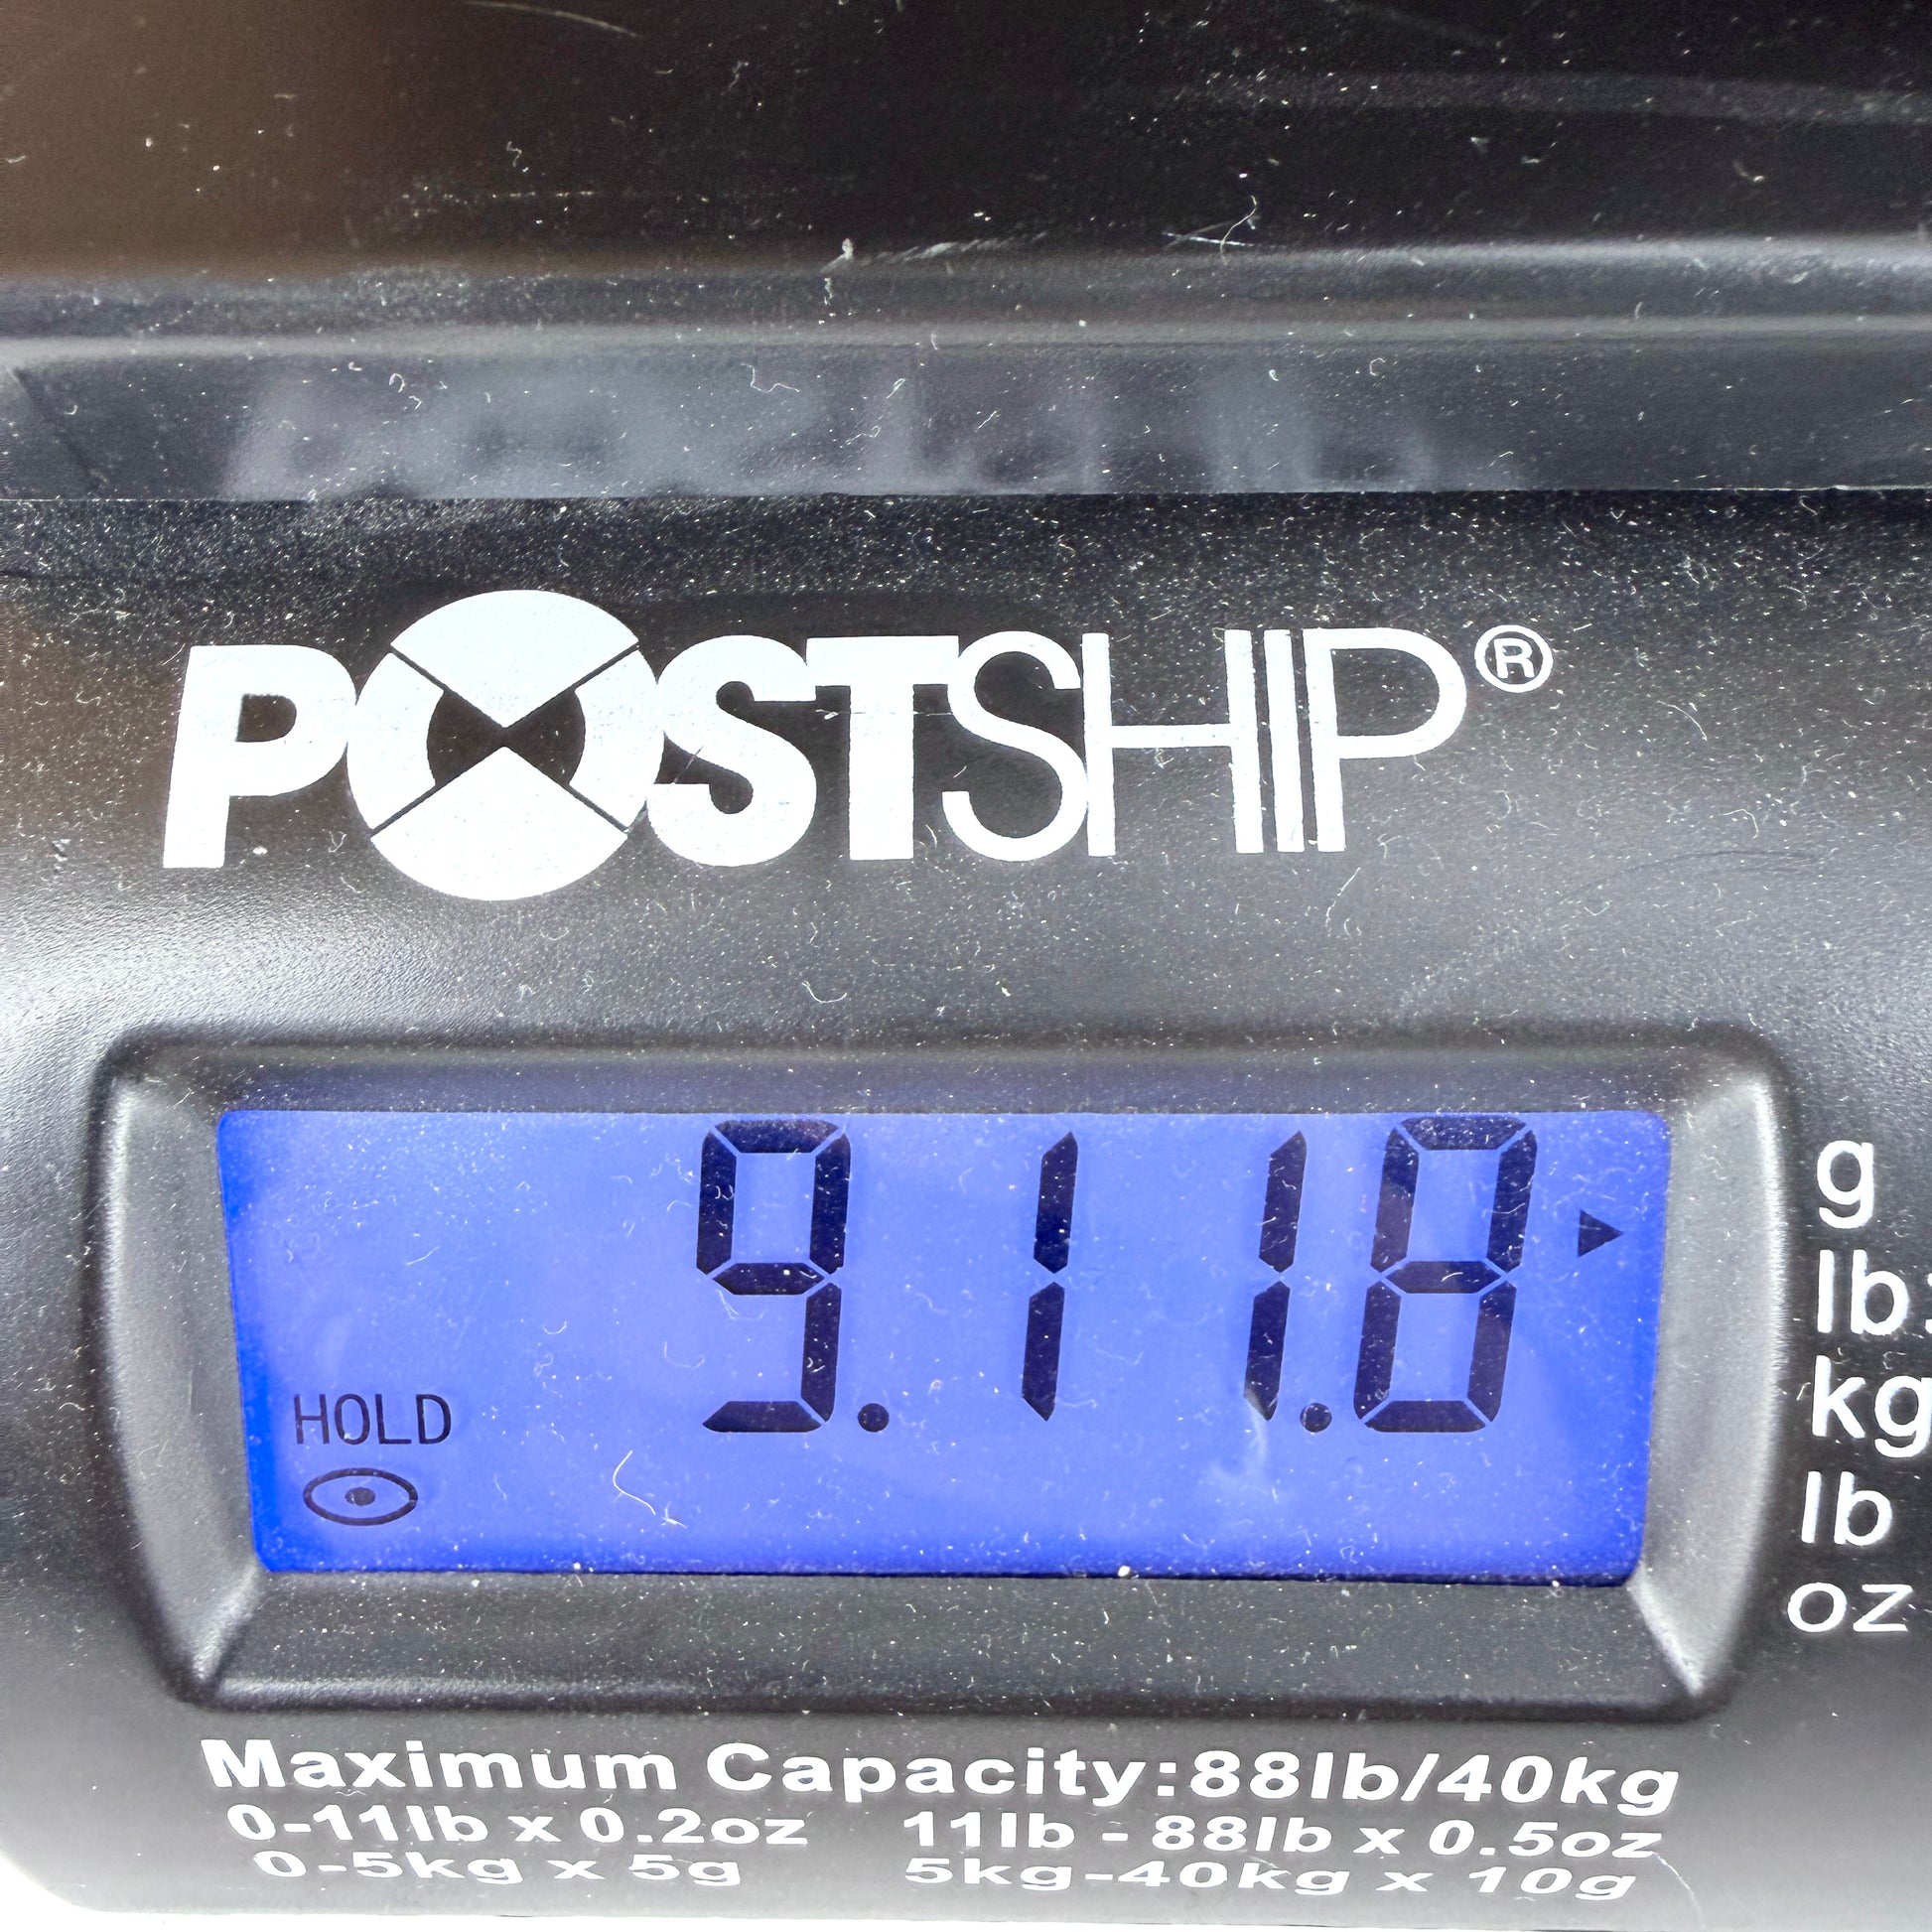 POSTSHIP®
9.11 1.8
HOLD
g
lb:
kg
lb
oz
Maximum Capacity:88lb/40kg
0-11lb x 0.2oz 11lb - 88lb x 0.5oz
0-5kg x 5g 5kg-40kg x 10g